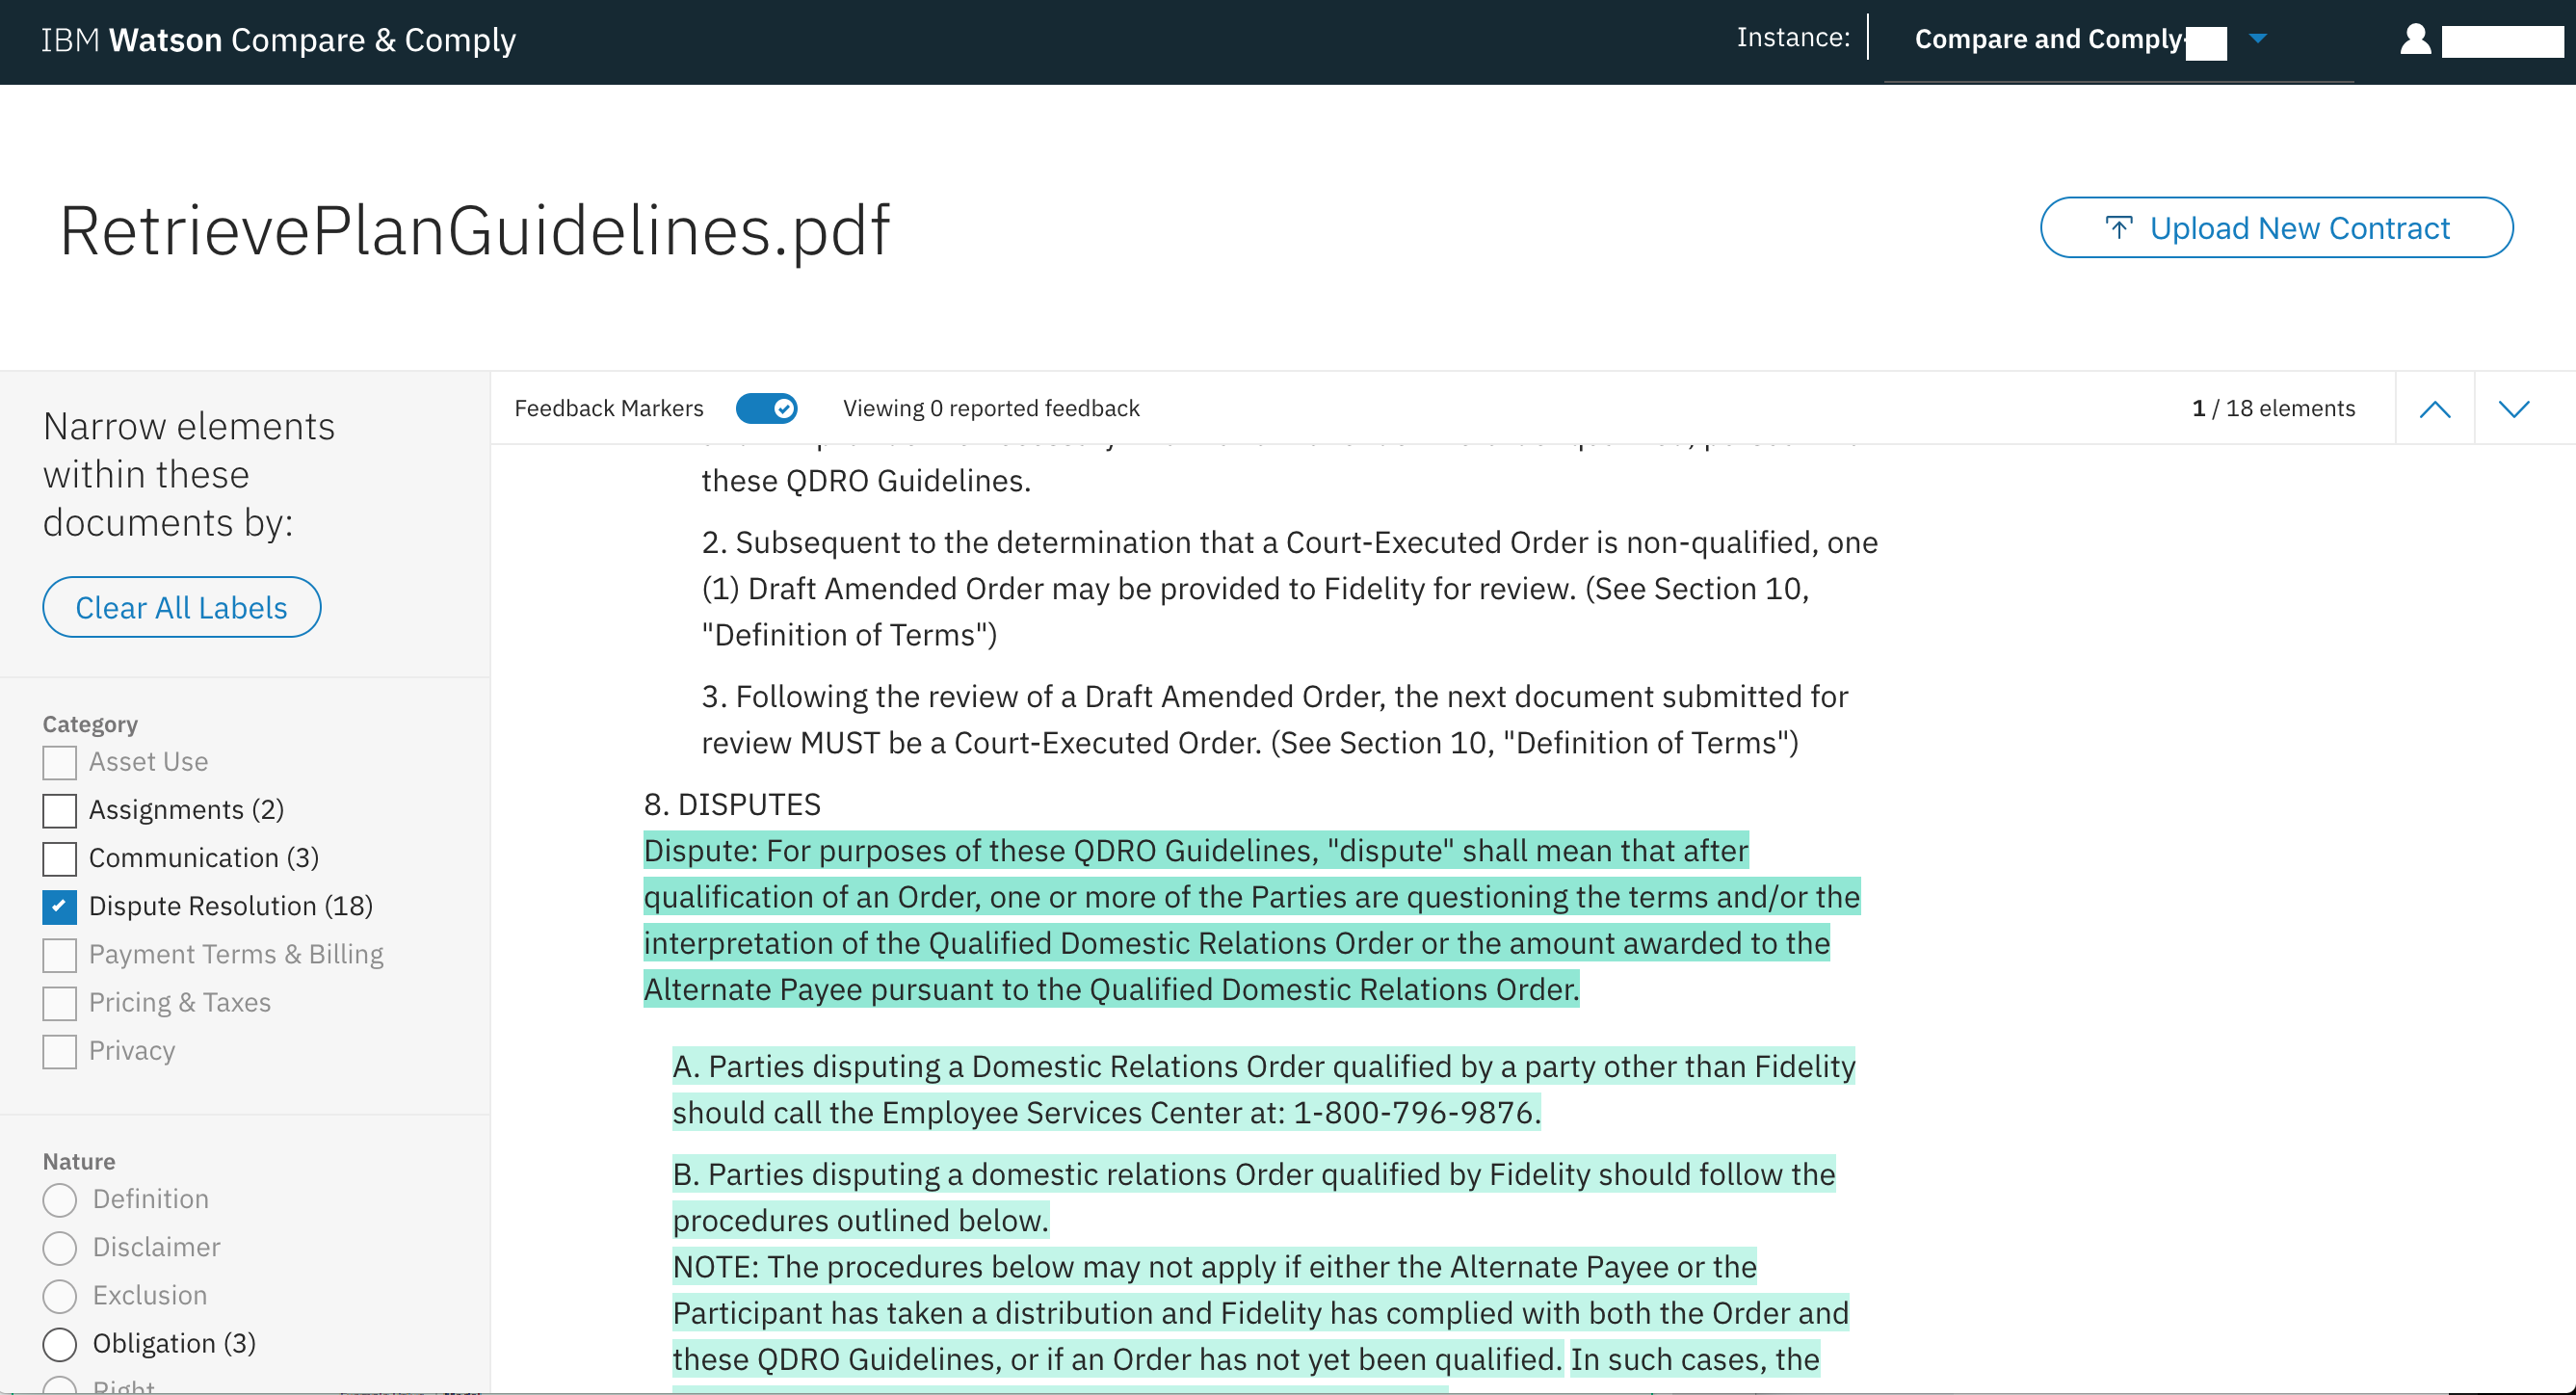 IBM Watson Compare & Comply
Instance:
Compare and Comply-
RetrievePlanGuidelines.pdf
Upload New Contract
Narrow elements
within these
documents by:
Clear All Labels
Category
Asset Use
Assignments (2)
Communication (3)
Dispute Resolution (18)
Payment Terms & Billing
Pricing & Taxes
Privacy
Nature
Definition
Disclaimer
Exclusion
Obligation (3)
Right
Feedback Markers
Viewing 0 reported feedback
1 / 18 elements
these QDRO Guidelines.
2. Subsequent to the determination that a Court-Executed Order is non-qualified, one
(1) Draft Amended Order may be provided to Fidelity for review. (See Section 10,
"Definition of Terms")
3. Following the review of a Draft Amended Order, the next document submitted for
review MUST be a Court-Executed Order. (See Section 10, "Definition of Terms")
8. DISPUTES
Dispute: For purposes of these QDRO Guidelines, "dispute" shall mean that after
qualification of an Order, one or more of the Parties are questioning the terms and/or the
interpretation of the Qualified Domestic Relations Order or the amount awarded to the
Alternate Payee pursuant to the Qualified Domestic Relations Order.
A. Parties disputing a Domestic Relations Order qualified by a party other than Fidelity
should call the Employee Services Center at: 1-800-796-9876.
B. Parties disputing a domestic relations Order qualified by Fidelity should follow the
procedures outlined below.
NOTE: The procedures below may not apply if either the Alternate Payee or the
Participant has taken a distribution and Fidelity has complied with both the Order and
these QDRO Guidelines, or if an Order has not yet been qualified. In such cases, the